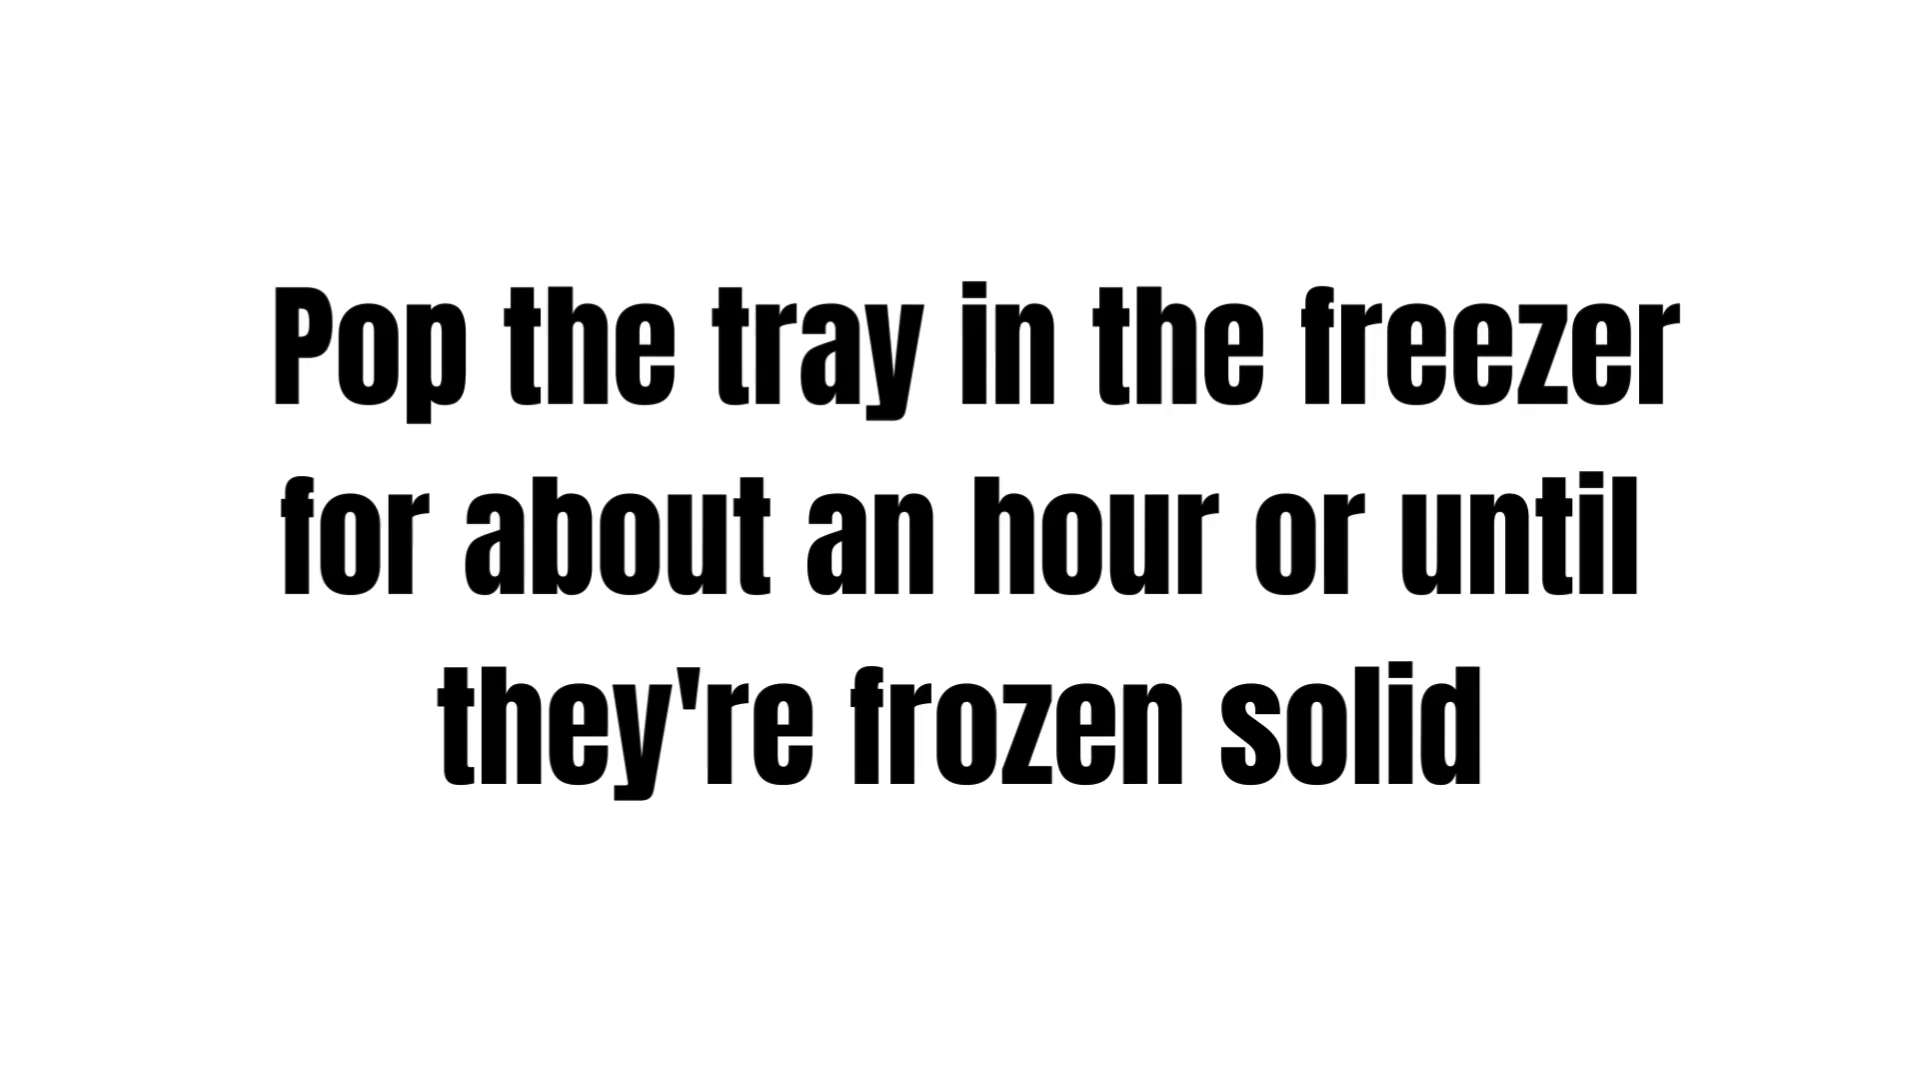 Pop the tray in the freezer
for about an hour or until
they're frozen solid